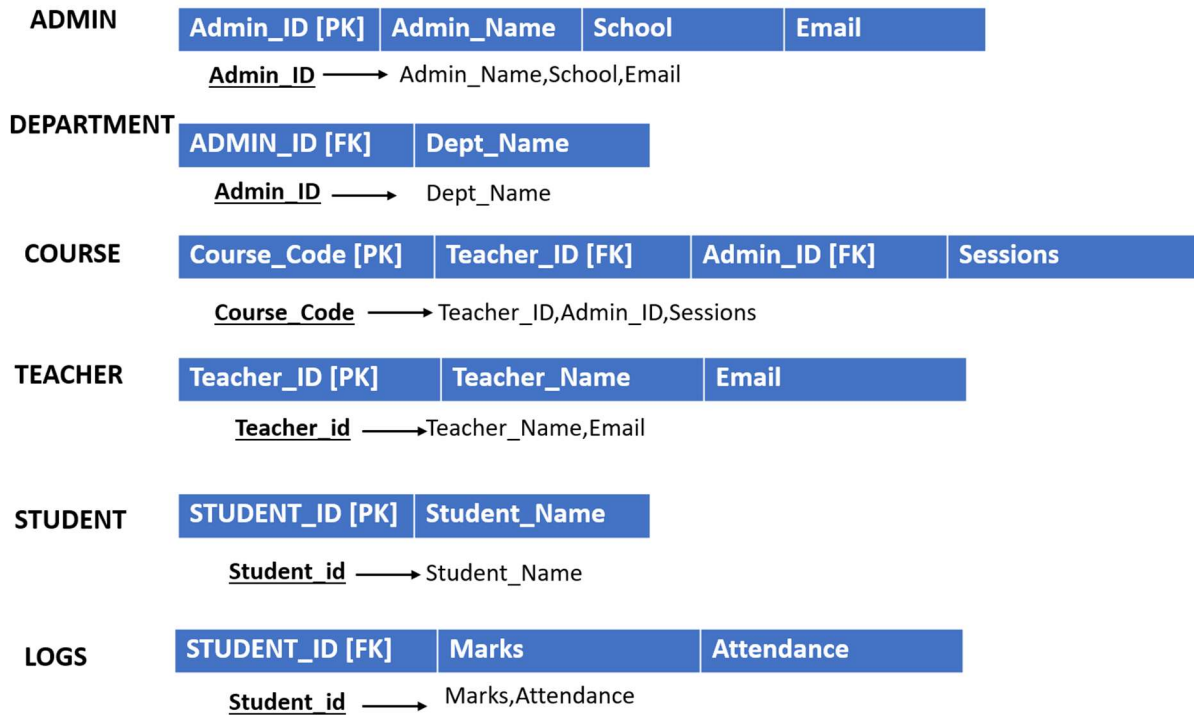 ADMIN
Admin_ID [PK] Admin_Name School Email
Admin_ID Admin_Name,School,Email
DEPARTMENT
ADMIN_ID [FK] Dept_Name
Admin_ID Dept_Name
COURSE
Course_Code [PK] Teacher_ID [FK] Admin_ID [FK] Sessions
Course_Code Teacher_ID,Admin_ID,Sessions
TEACHER
Teacher_ID [PK] Teacher_Name Email
Teacher_id Teacher_Name,Email
STUDENT
STUDENT_ID [PK] Student_Name
Student_id Student_Name
LOGS
STUDENT_ID [FK] Marks Attendance
Student_id Marks,Attendance